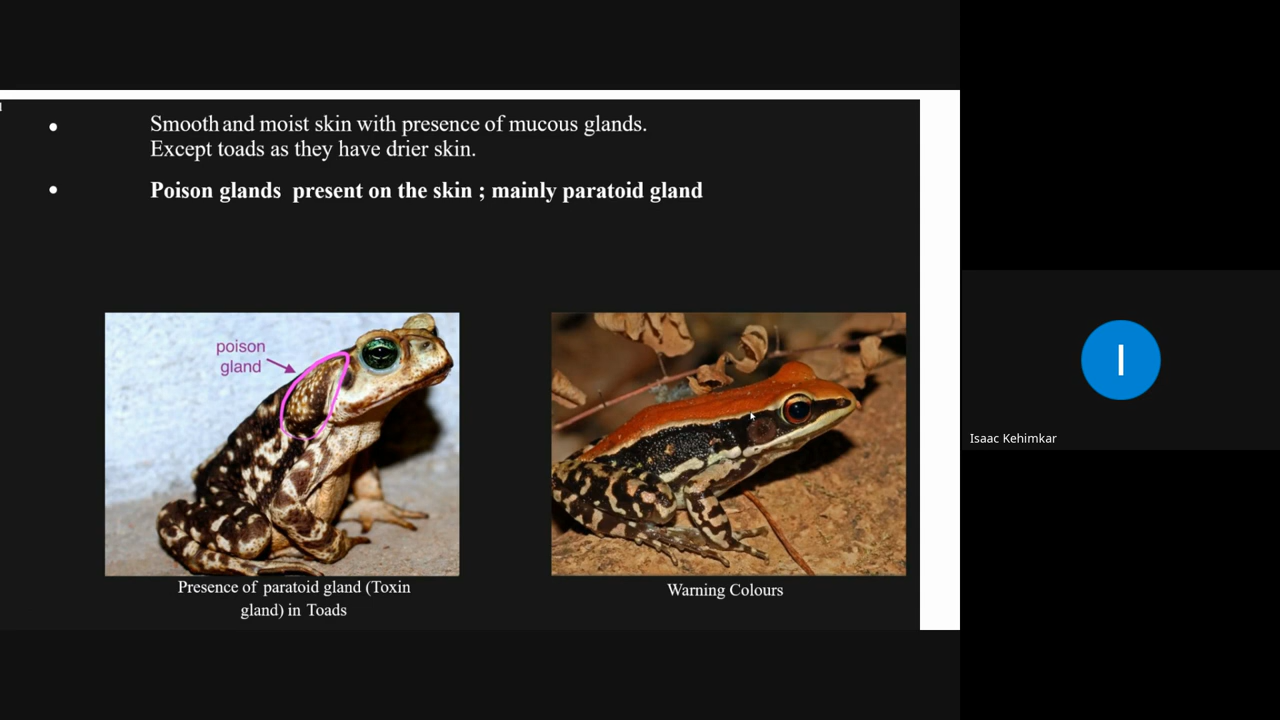 Smooth and moist skin with presence of mucous glands.
Except toads as they have drier skin.
Poison glands present on the skin ; mainly paratoid gland
poison
gland
Presence of paratoid gland (Toxin
gland) in Toads
Warning Colours
I
Isaac Kehimkar